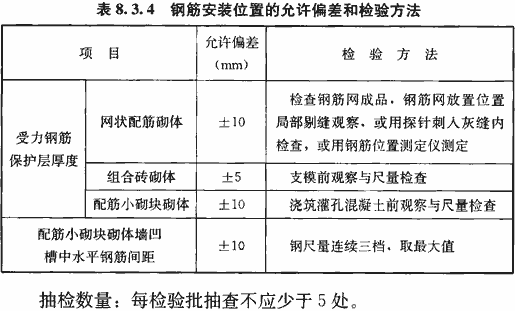 表 8.3.4 钢筋安装位置的允许偏差和检验方法
项 目
允许偏差
（mm）
检 验 方 法
受力钢筋
保护层厚度
网状配筋砌体
±10
检查钢筋网成品，钢筋网放置位置
局部剔缝观察，或用探针刺入灰缝内
检查，或用钢筋位置测定仪测定
组合砖砌体
±5
支模前观察与尺量检查
配筋小砌块砌体
±10
浇筑灌孔混凝土前观察与尺量检查
配筋小砌块砌体墙凹
槽中水平钢筋间距
±10
钢尺量连续三档，取最大值
抽检数量：每检验批抽查不应少于 5 处。